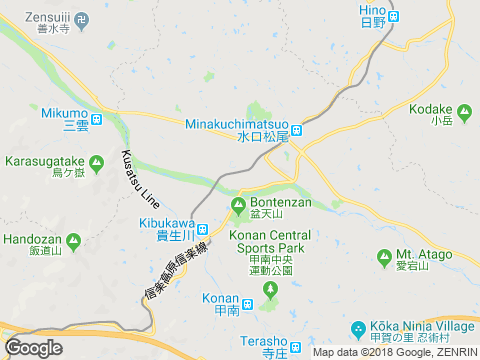 Zensuiji
善水寺
Hino
日野
Mikumo
三雲
Minakuchimatsuo
水口松尾
Kodake
小岳
Karasugatake
烏ケ嶽
Kusatsu Line
Bontenzan
盆天山
Kibukawa
貴生川
Handozan
飯道山
信楽高原信楽線
Konan Central
Sports Park
甲南中央
運動公園
Mt. Atago
愛宕山
Konan
甲南
Terasho
寺庄
Kōka Ninja Village
甲賀の里 忍術村
Google
Map data ©2018 Google, ZENRIN